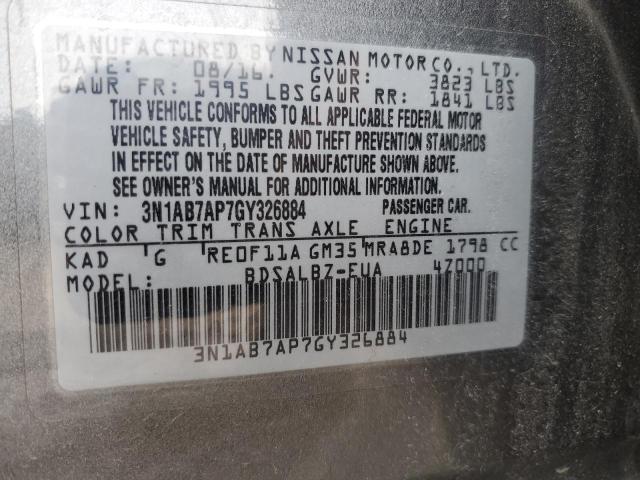 MANUFACTURED BY NISSAN MOTOR CO., LTD.
DATE: 08/16. GVWR: 3823 LBS
GAWR FR: 1995 LBS GAWR RR: 1841 LBS
THIS VEHICLE CONFORMS TO ALL APPLICABLE FEDERAL MOTOR
VEHICLE SAFETY, BUMPER AND THEFT PREVENTION STANDARDS
IN EFFECT ON THE DATE OF MANUFACTURE SHOWN ABOVE.
SEE OWNER'S MANUAL FOR ADDITIONAL INFORMATION.
VIN: 3N1AB7AP7GY326884 PASSENGER CAR.
COLOR TRIM TRANS AXLE ENGINE
KAD G RE0F11A GM35 MRA8DE 1798 CC
MODEL: BDSALBZ-EUA 4Z000
3N1AB7AP7GY326884